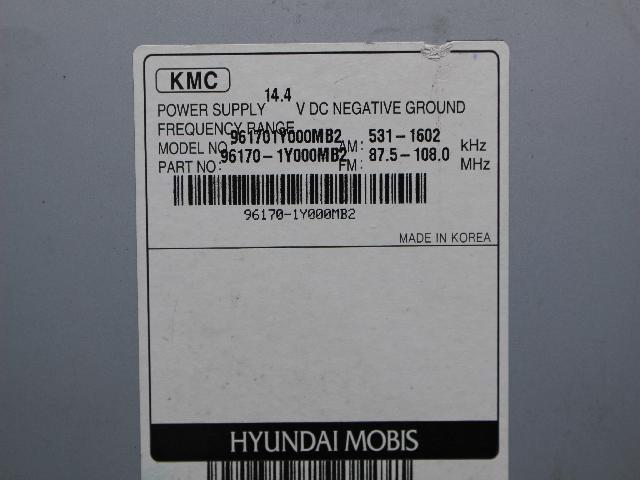 KMC
POWER SUPPLY 14.4 V DC NEGATIVE GROUND
FREQUENCY RANGE
MODEL NO 961701Y000MB2 AM: 531-1602 kHz
PART NO: 96170-1Y000MB2 FM: 87.5-108.0 MHz
96170-1Y000MB2
MADE IN KOREA
HYUNDAI MOBIS